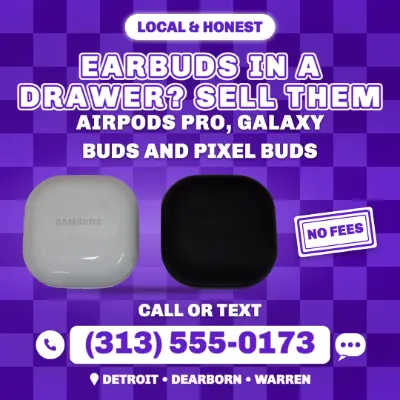 LOCAL & HONEST
EARBUDS IN A
DRAWER? SELL THEM
AIRPODS PRO, GALAXY
BUDS AND PIXEL BUDS
SAMSUNG
NO FEES
CALL OR TEXT
(313) 555-0173
DETROIT • DEARBORN • WARREN